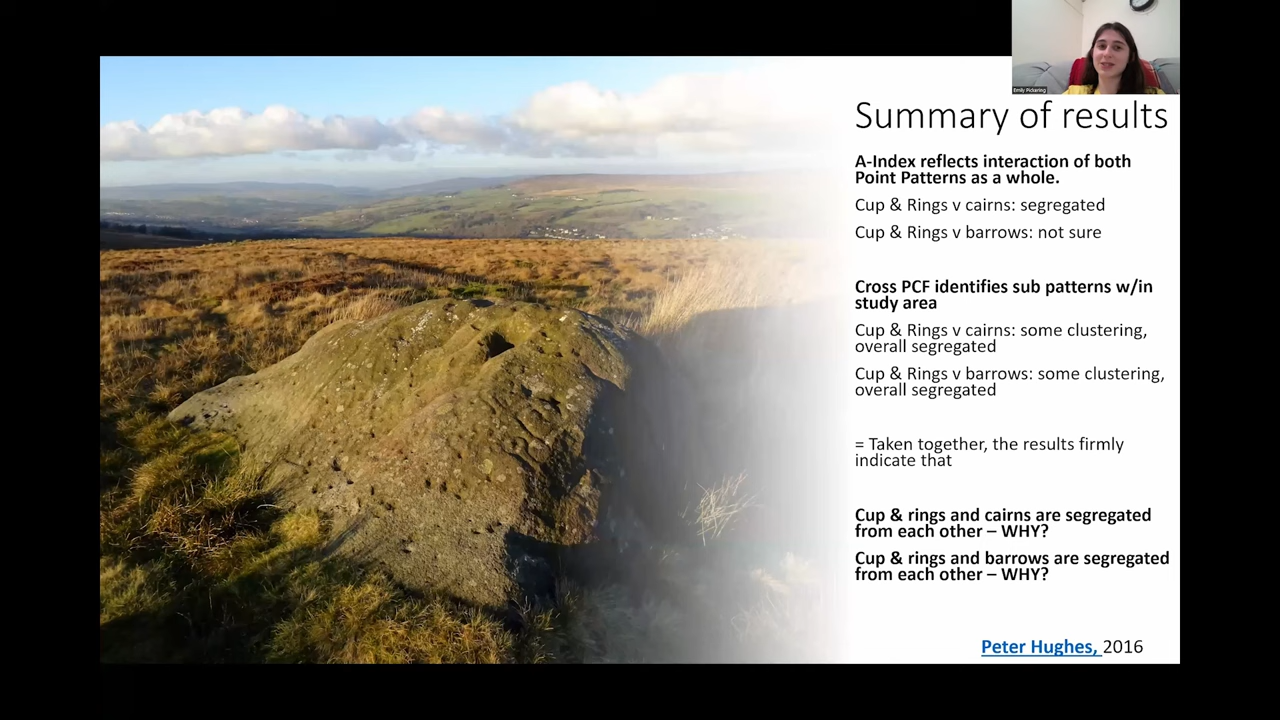 Emily Pickering
Summary of results
A-Index reflects interaction of both
Point Patterns as a whole.
Cup & Rings v cairns: segregated
Cup & Rings v barrows: not sure
Cross PCF identifies sub patterns w/in
study area
Cup & Rings v cairns: some clustering,
overall segregated
Cup & Rings v barrows: some clustering,
overall segregated
= Taken together, the results firmly
indicate that
Cup & rings and cairns are segregated
from each other – WHY?
Cup & rings and barrows are segregated
from each other – WHY?
Peter Hughes, 2016